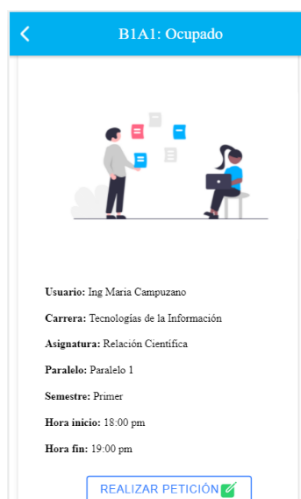 B1A1: Ocupado
Usuario: Ing Maria Campuzano
Carrera: Tecnologías de la Información
Asignatura: Relación Científica
Paralelo: Paralelo 1
Semestre: Primer
Hora inicio: 18:00 pm
Hora fin: 19:00 pm
REALIZAR PETICIÓN